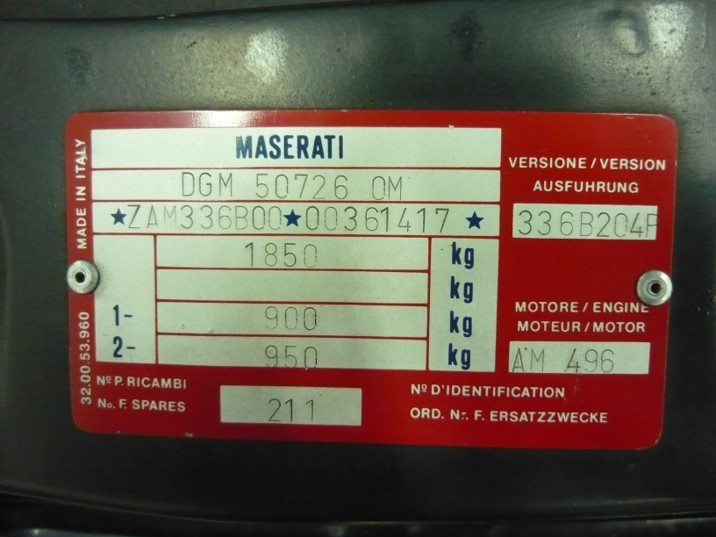 MADE IN ITALY
32.00.53.960
MASERATI
DGM 50726 OM
★ZAM336B00★00361417★
1850 kg
kg
1- 900 kg
2- 950 kg
VERSIONE/VERSION
AUSFUHRUNG
336B204F
MOTORE/ENGINE
MOTEUR/MOTOR
AM 496
Nº P. RICAMBI
No. F. SPARES
211
Nº D'IDENTIFICATION
ORD. Nr. F. ERSATZZWECKE